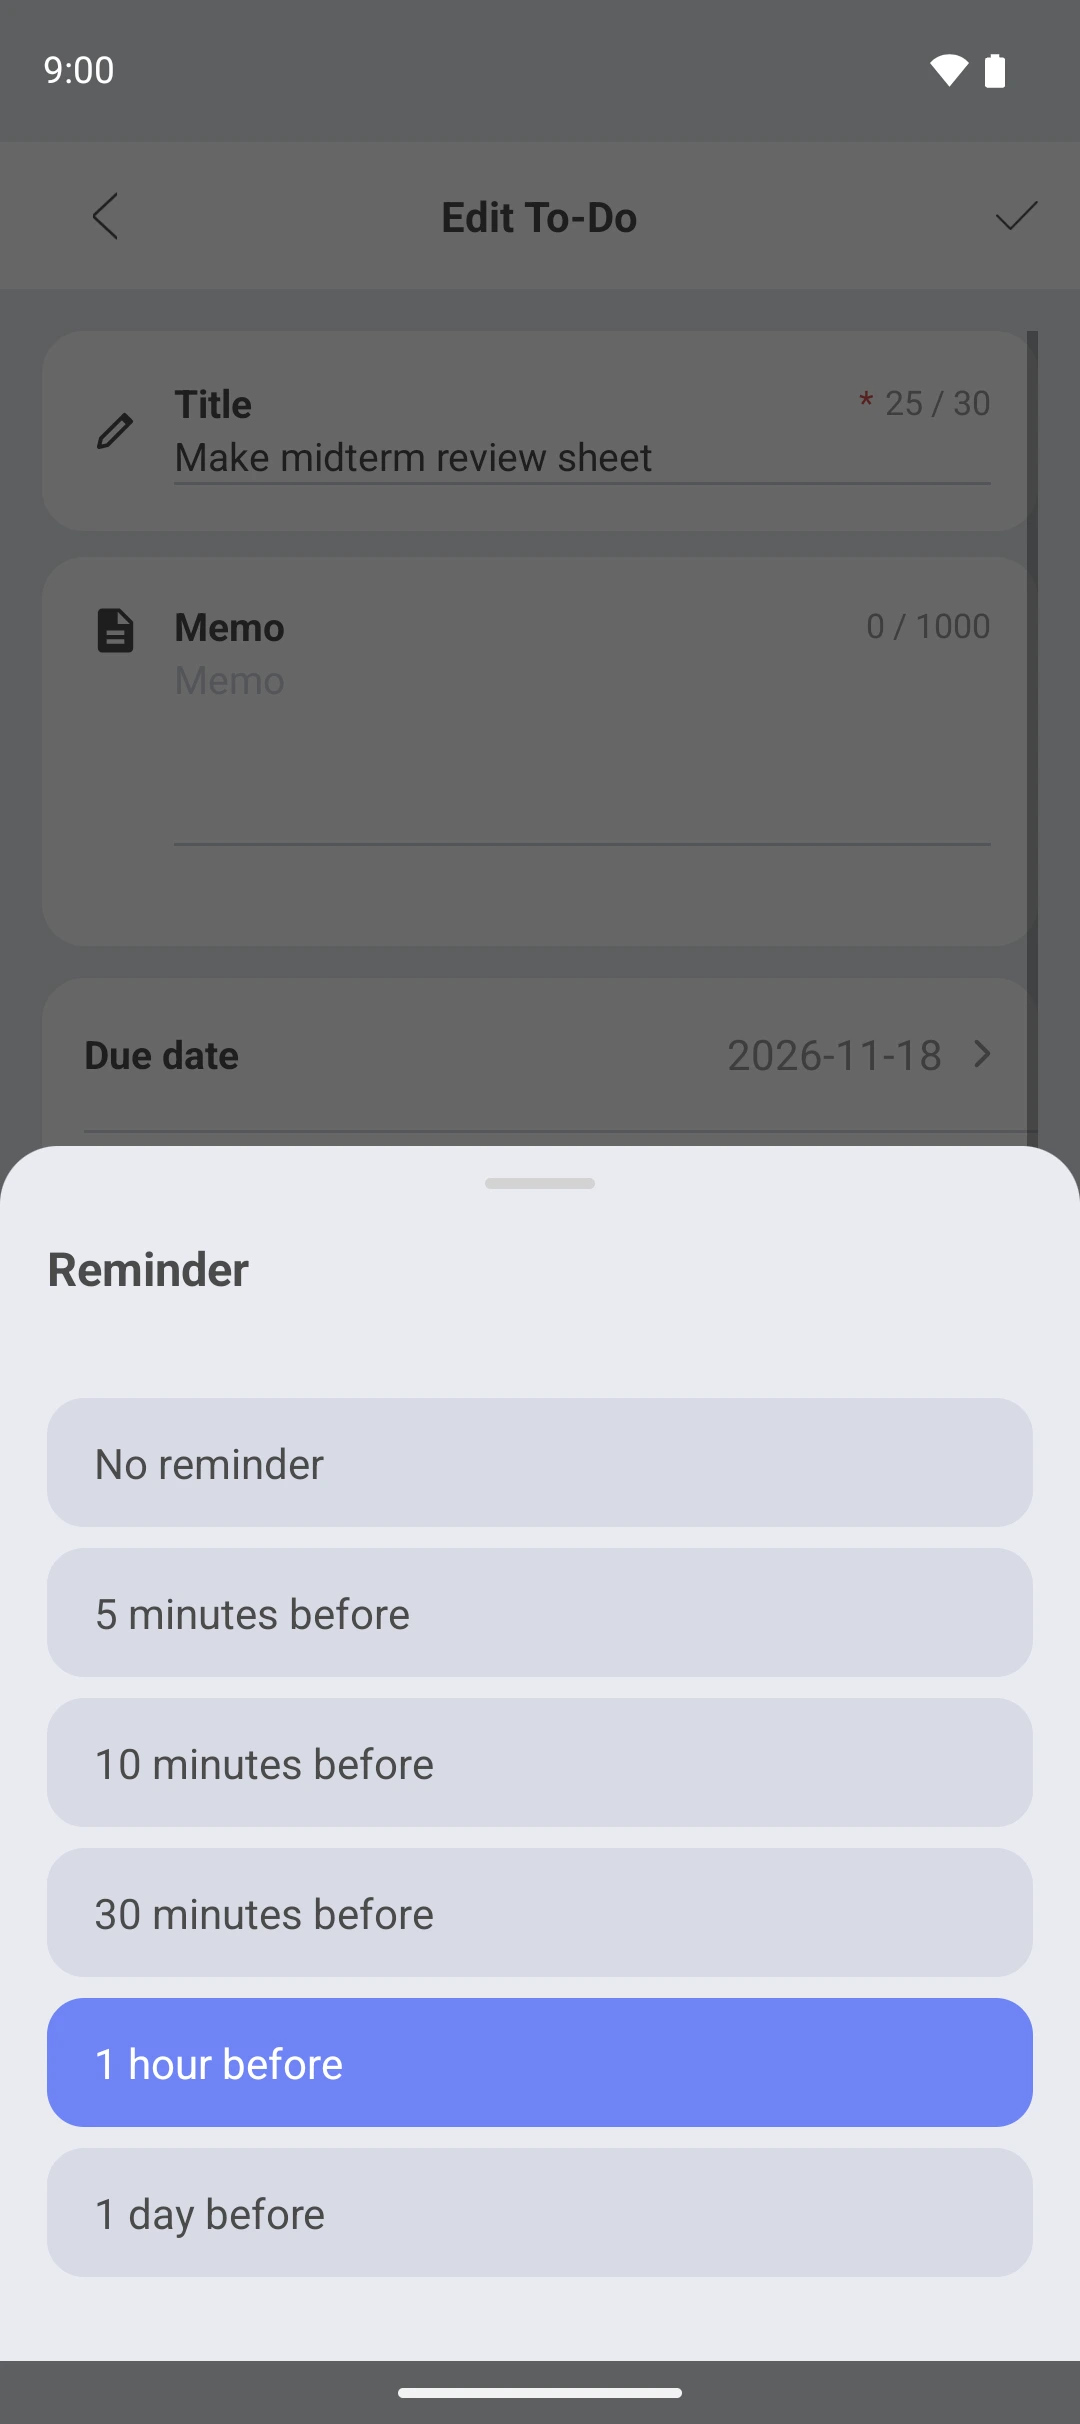 9:00
Edit To-Do
Title
* 25 / 30
Make midterm review sheet
Memo
0 / 1000
Memo
Due date
2026-11-18
Reminder
No reminder
5 minutes before
10 minutes before
30 minutes before
1 hour before
1 day before